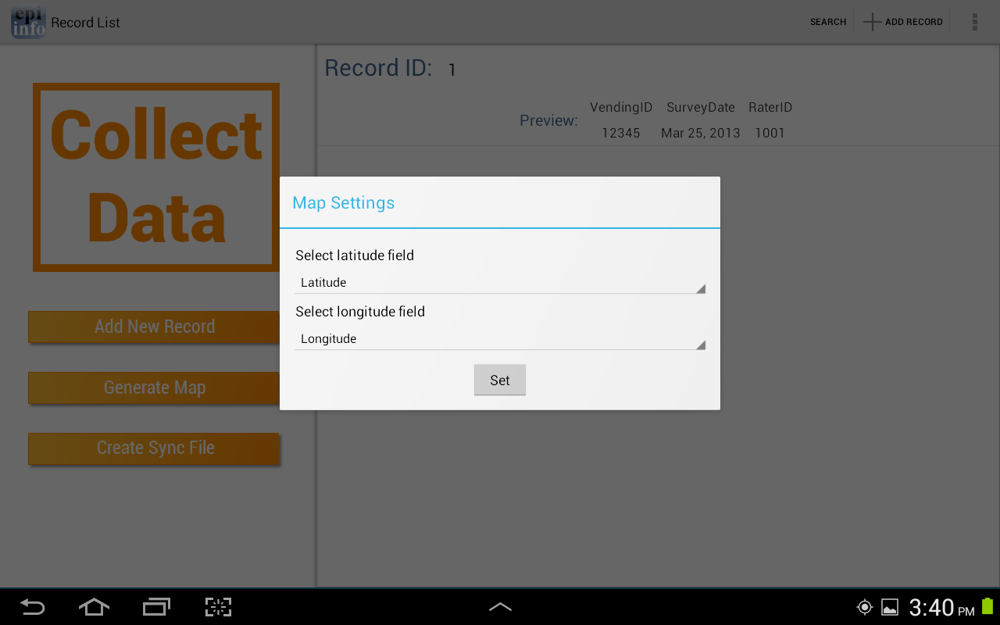 epi
info
Record List
SEARCH
ADD RECORD
Collect
Data
Add New Record
Generate Map
Create Sync File
Record ID: 1
Preview:
VendingID SurveyDate RaterID
12345 Mar 25, 2013 1001
Map Settings
Select latitude field
Latitude
Select longitude field
Longitude
Set
3:40 PM